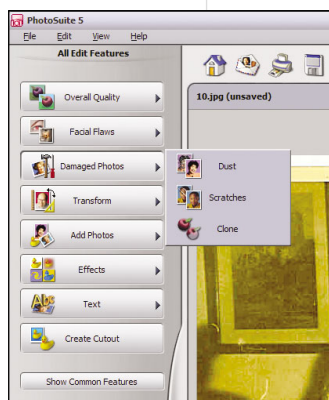 PhotoSuite 5
File Edit View Help
All Edit Features
10.jpg (unsaved)
Overall Quality
Facial Flaws
Damaged Photos
Dust
Scratches
Clone
Transform
Add Photos
Effects
Text
Create Cutout
Show Common Features